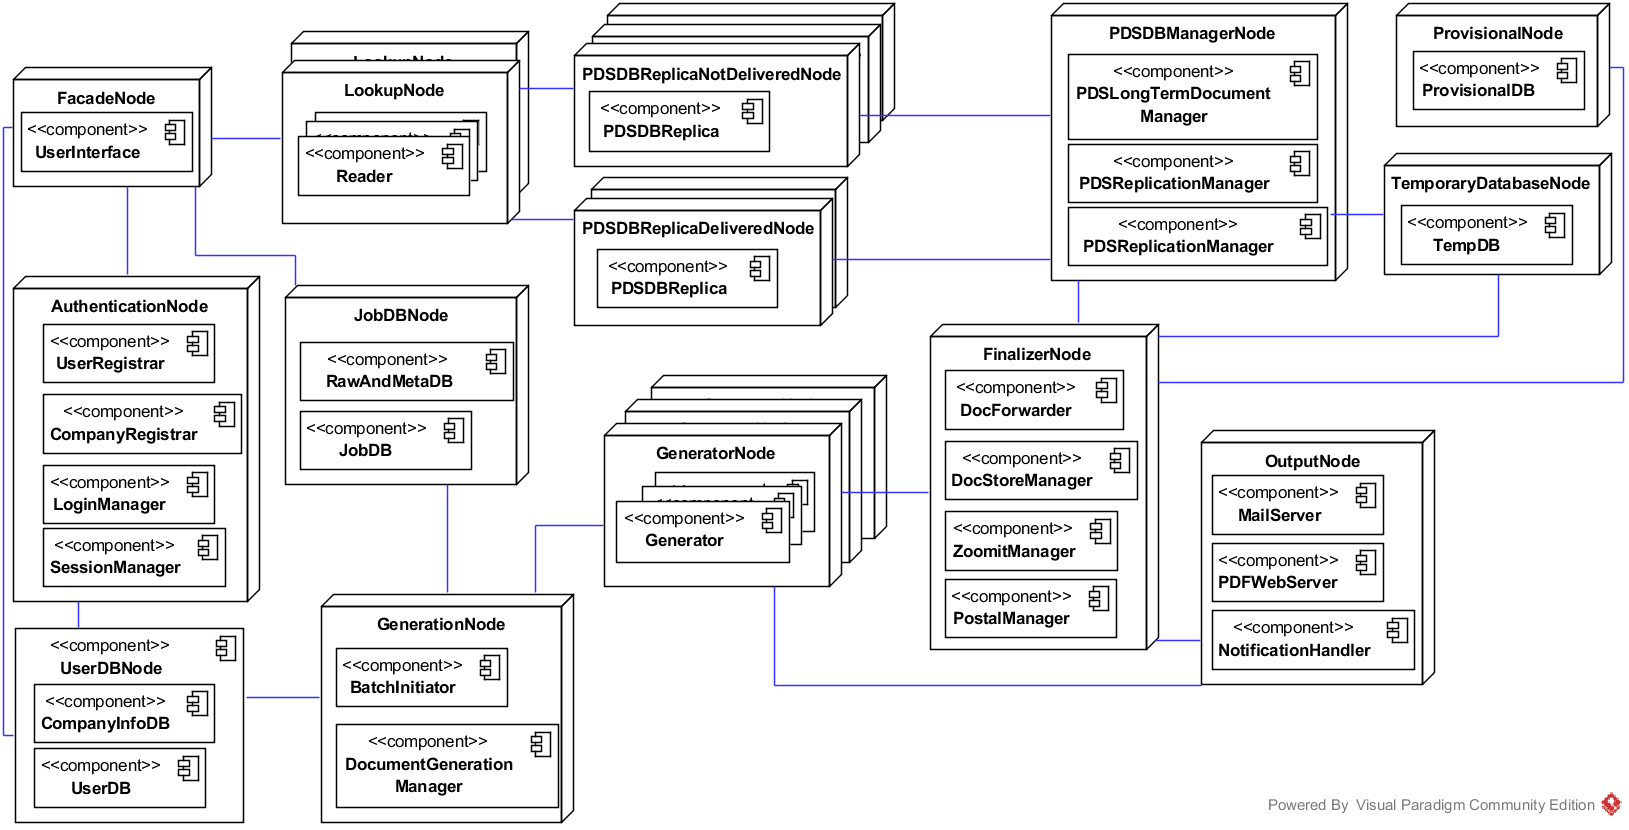 FacadeNode
<<component>>
UserInterface
LookupNode
LookupNode
<<component>>
Reader
PDSDBReplicaNotDeliveredNode
<<component>>
PDSDBReplica
PDSDBReplicaDeliveredNode
<<component>>
PDSDBReplica
PDSDBManagerNode
<<component>>
PDSLongTermDocument
Manager
<<component>>
PDSReplicationManager
<<component>>
PDSReplicationManager
ProvisionalNode
<<component>>
ProvisionalDB
TemporaryDatabaseNode
<<component>>
TempDB
AuthenticationNode
<<component>>
UserRegistrar
<<component>>
CompanyRegistrar
<<component>>
LoginManager
<<component>>
SessionManager
JobDBNode
<<component>>
RawAndMetaDB
<<component>>
JobDB
GeneratorNode
<<component>>
Generator
FinalizerNode
<<component>>
DocForwarder
<<component>>
DocStoreManager
<<component>>
ZoomitManager
<<component>>
PostalManager
OutputNode
<<component>>
MailServer
<<component>>
PDFWebServer
<<component>>
NotificationHandler
<<component>>
UserDBNode
<<component>>
CompanyInfoDB
<<component>>
UserDB
GenerationNode
<<component>>
BatchInitiator
<<component>>
DocumentGeneration
Manager
Powered By Visual Paradigm Community Edition